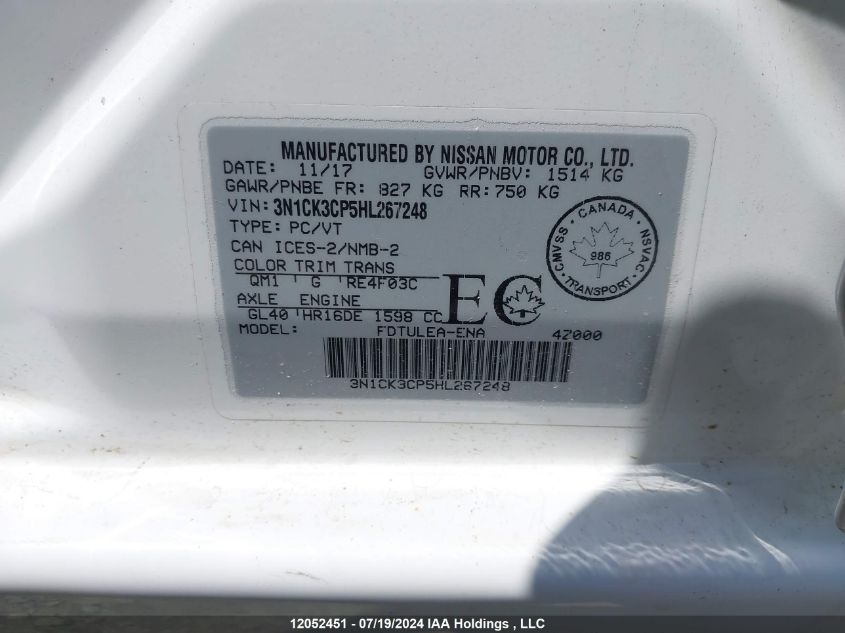 MANUFACTURED BY NISSAN MOTOR CO., LTD.
DATE: 11/17 GVWR/PNBV: 1514 KG
GAWR/PNBE FR: 827 KG RR: 750 KG
VIN: 3N1CK3CP5HL267248
TYPE: PC/VT
CAN ICES-2/NMB-2
COLOR TRIM TRANS
QM1 ' G ' RE4F03C
AXLE ENGINE
GL40 ' HR16DE 1598 CC
MODEL: FDTULEA-ENA 4Z000
3N1CK3CP5HL267248
EC
CANADA
CMVSS NSVAC
986
TRANSPORT
12052451 - 07/19/2024 IAA Holdings , LLC